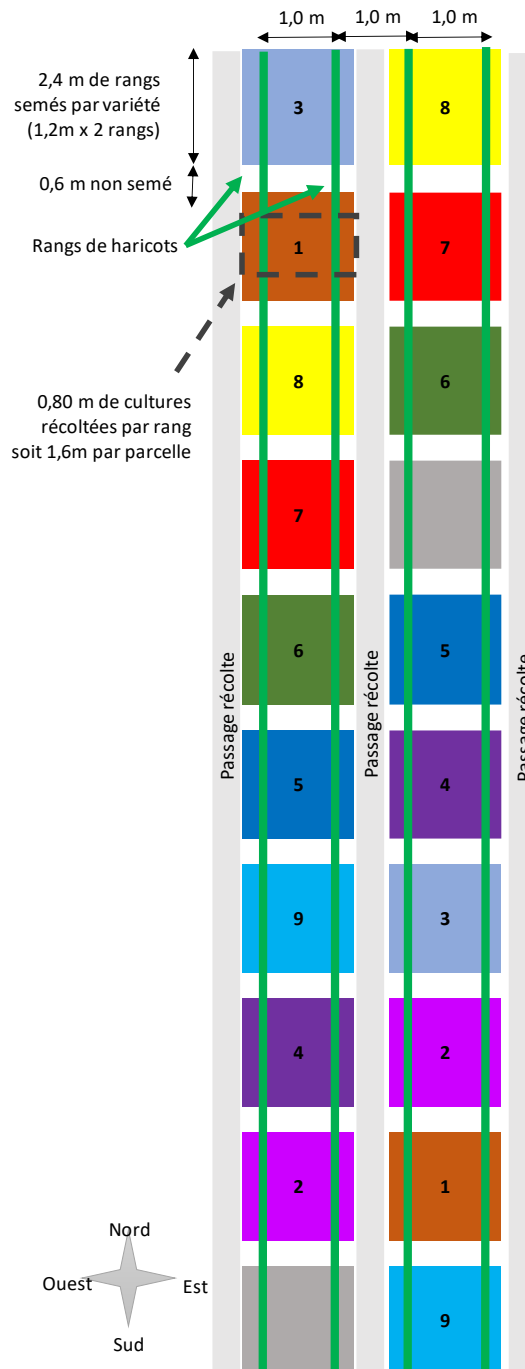 1,0 m
1,0 m
1,0 m
2,4 m de rangs
semés par variété
(1,2m x 2 rangs)
3
8
0,6 m non semé
Rangs de haricots
1
7
0,80 m de cultures
récoltées par rang
soit 1,6m par parcelle
8
6
7
Passage récolte
6
Passage récolte
5
Passage récolte
5
4
9
3
4
2
2
1
Nord
Ouest
Est
Sud
9